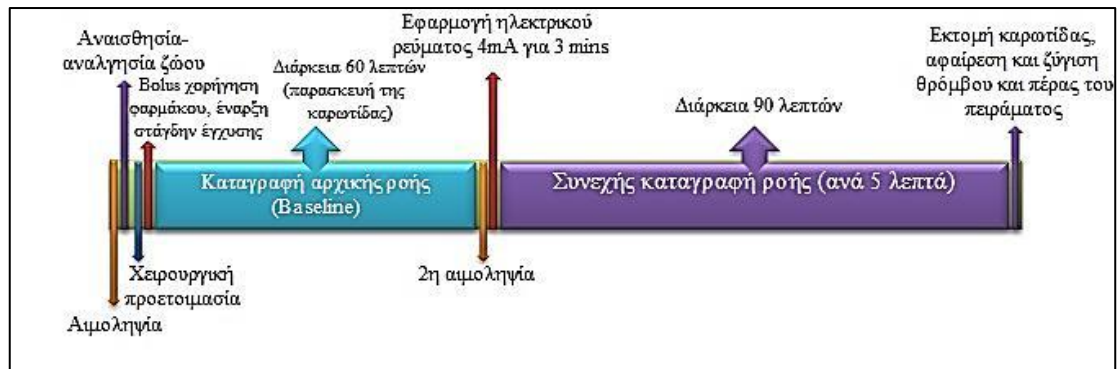 Αναισθησία-
αναλγησία ζώου
Bolus χορήγηση
φαρμάκου, έναρξη
στάγδην έγχυσης
Διάρκεια 60 λεπτών
(παρασκευή της
καρωτίδας)
Εφαρμογή ηλεκτρικού
ρεύματος 4mA για 3 mins
Διάρκεια 90 λεπτών
Εκτομή καρωτίδας,
αφαίρεση και ζύγιση
θρόμβου και πέρας του
πειράματος
Καταγραφή αρχικής ροής
(Baseline)
Συνεχής καταγραφή ροής (ανά 5 λεπτά)
Χειρουργική
προετοιμασία
Αιμοληψία
2η αιμοληψία